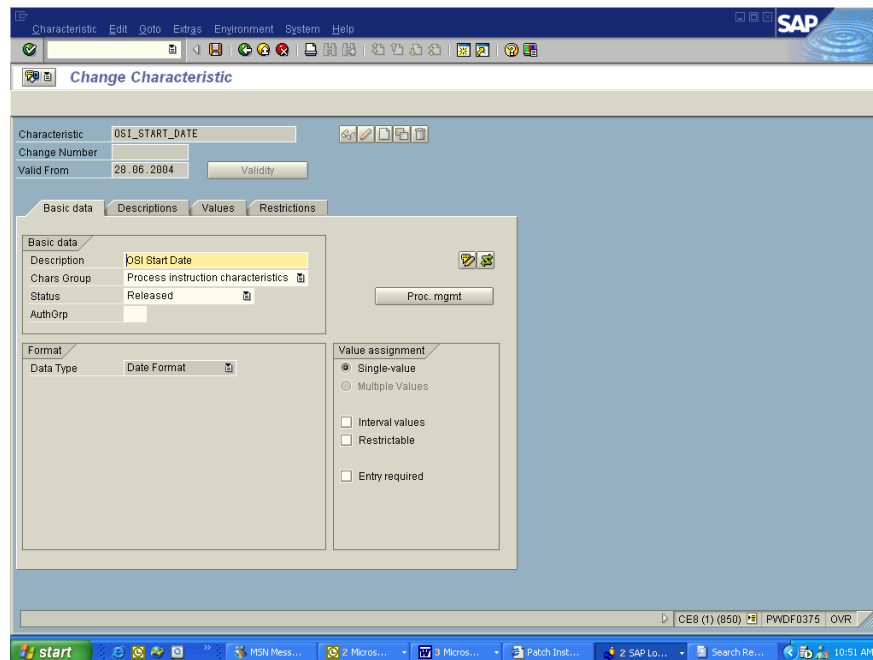 Characteristic Edit Goto Extras Environment System Help
SAP
Change Characteristic
Characteristic OSI_START_DATE
Change Number
Valid From 28.06.2004 Validity
Basic data Descriptions Values Restrictions
Basic data
Description OSI Start Date
Chars Group Process instruction characteristics
Status Released Proc. mgmt
AuthGrp
Format Value assignment
Data Type Date Format Single-value
Multiple Values
Interval values
Restrictable
Entry required
CE8 (1) (850) PWDF0375 OVR
start MSN Mess... 2 Micros... 3 Micros... Patch Inst... 2 SAP Lo... Search Re... 10:51 AM